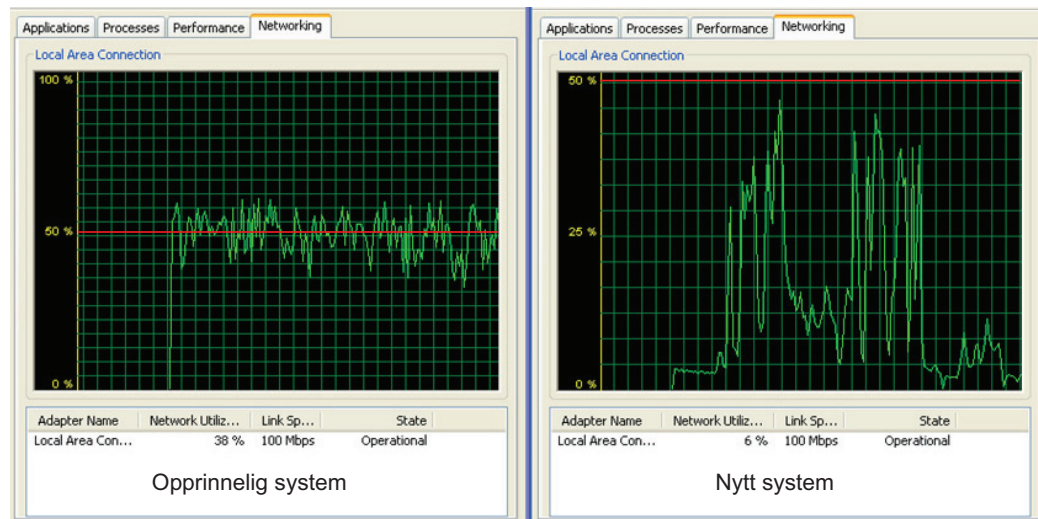 Applications Processes Performance Networking
Local Area Connection
100 %
50 %
0 %
Adapter Name Network Utiliz... Link Sp... State
Local Area Con... 38 % 100 Mbps Operational
Opprinnelig system
Applications Processes Performance Networking
Local Area Connection
50 %
25 %
0 %
Adapter Name Network Utiliz... Link Sp... State
Local Area Con... 6 % 100 Mbps Operational
Nytt system